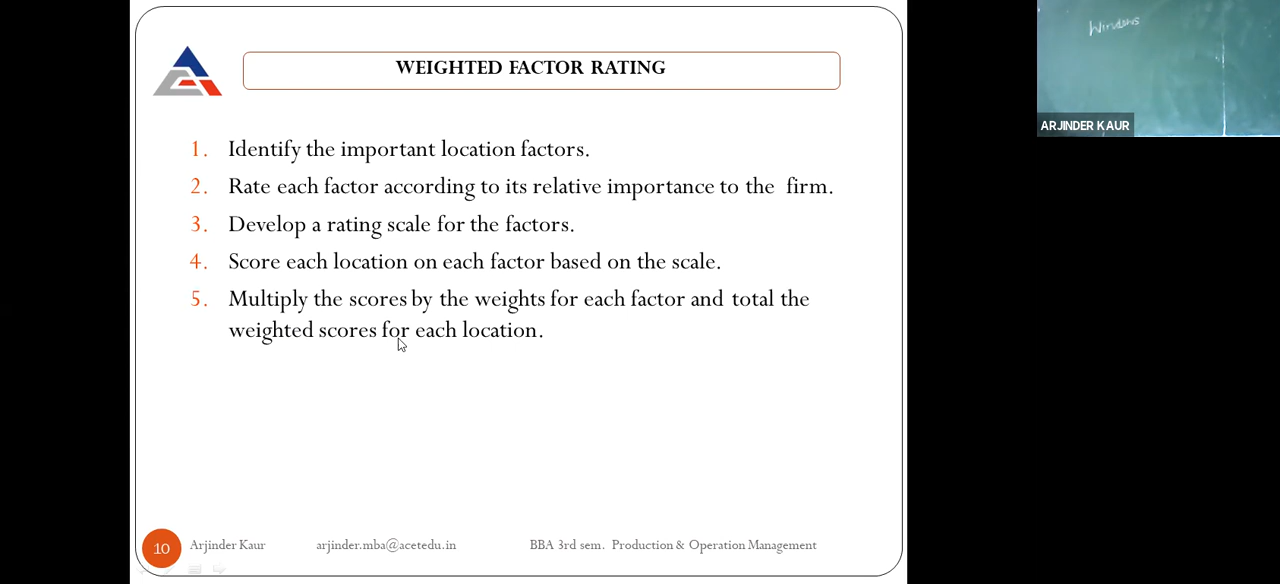 WEIGHTED FACTOR RATING
1. Identify the important location factors.
2. Rate each factor according to its relative importance to the firm.
3. Develop a rating scale for the factors.
4. Score each location on each factor based on the scale.
5. Multiply the scores by the weights for each factor and total the
weighted scores for each location.
10 Arjinder Kaur arjinder.mba@acetedu.in BBA 3rd sem. Production & Operation Management
Windows
ARJINDER KAUR